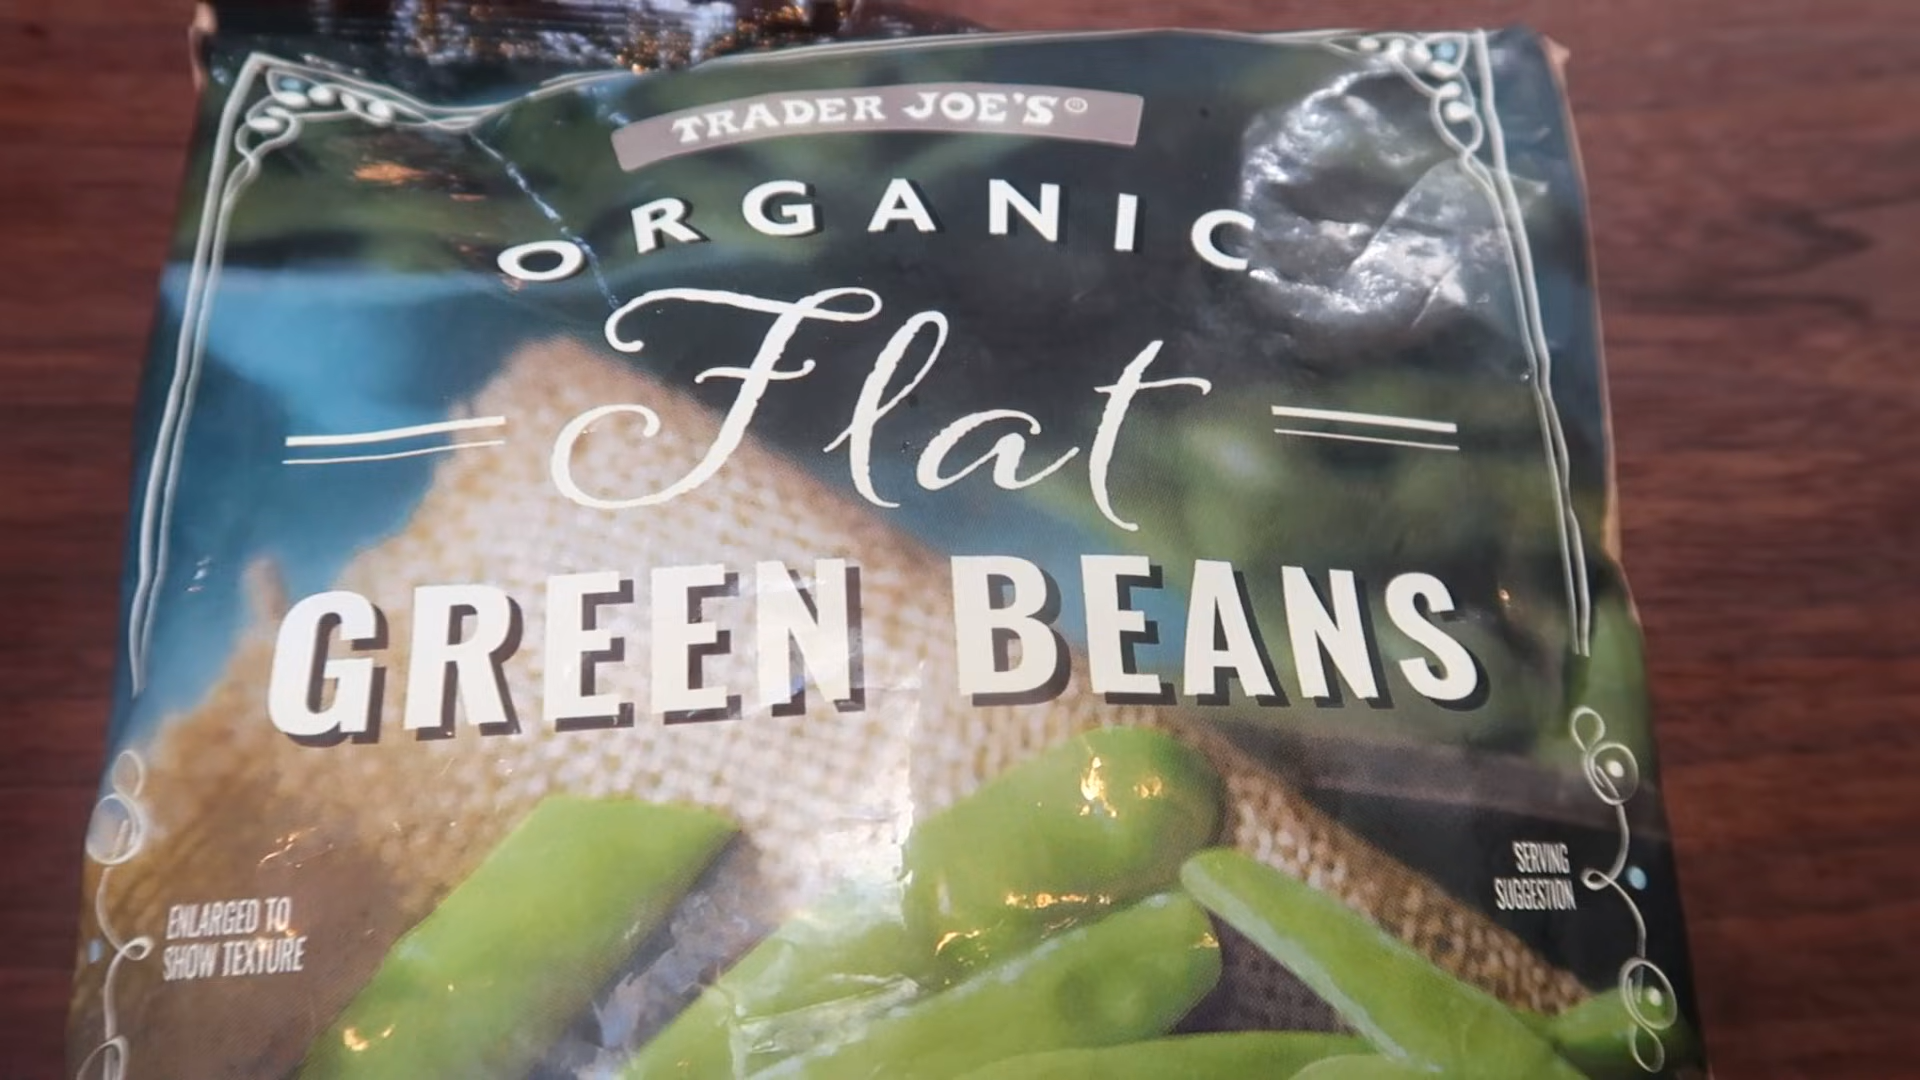 TRADER JOE'S®
ORGANIC
Flat
GREEN BEANS
SERVING
SUGGESTION
ENLARGED TO
SHOW TEXTURE